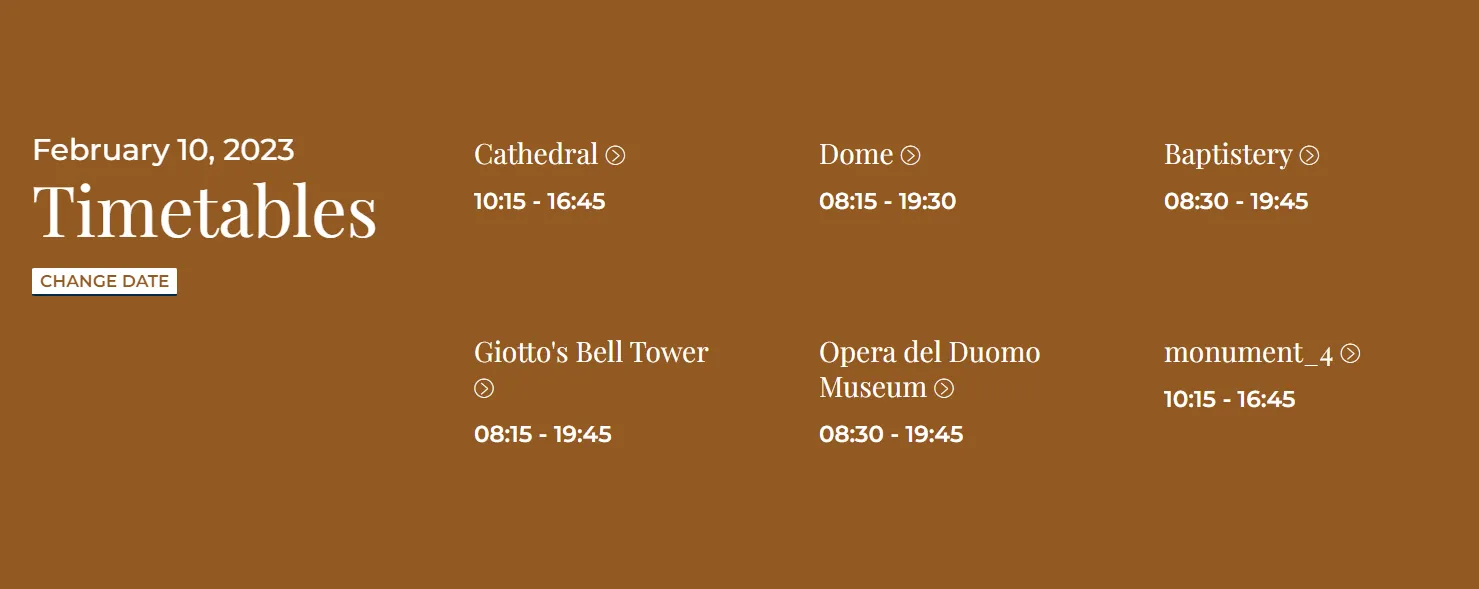 February 10, 2023
Timetables
CHANGE DATE
Cathedral
10:15 - 16:45
Dome
08:15 - 19:30
Baptistery
08:30 - 19:45
Giotto's Bell Tower
08:15 - 19:45
Opera del Duomo
Museum
08:30 - 19:45
monument_4
10:15 - 16:45